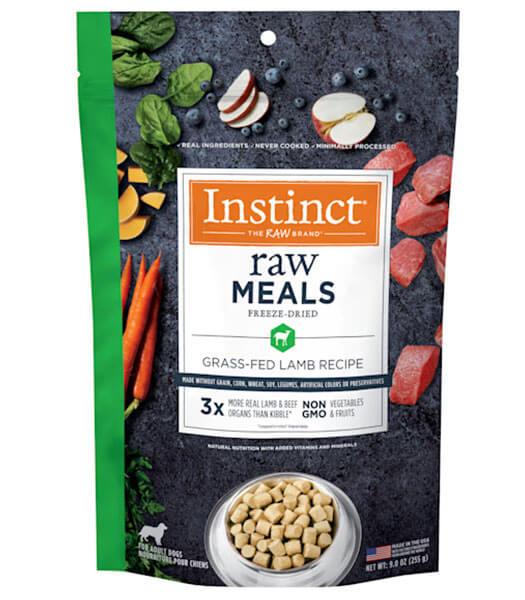 ✓REAL INGREDIENTS ✓NEVER COOKED ✓MINIMALLY PROCESSED
Instinct®
THE RAW BRAND®
raw
MEALS
FREEZE-DRIED
GRASS-FED LAMB RECIPE
MADE WITHOUT GRAIN, CORN, WHEAT, SOY, LEGUMES, ARTIFICIAL COLORS OR PRESERVATIVES
3x MORE REAL LAMB & BEEF ORGANS THAN KIBBLE* NON GMO VEGETABLES & FRUITS
NATURAL NUTRITION WITH ADDED VITAMINS AND MINERALS
FOR ADULT DOGS
NOURRITURE POUR CHIENS
MADE IN THE USA
NET WT: 9.0 OZ (255 g)